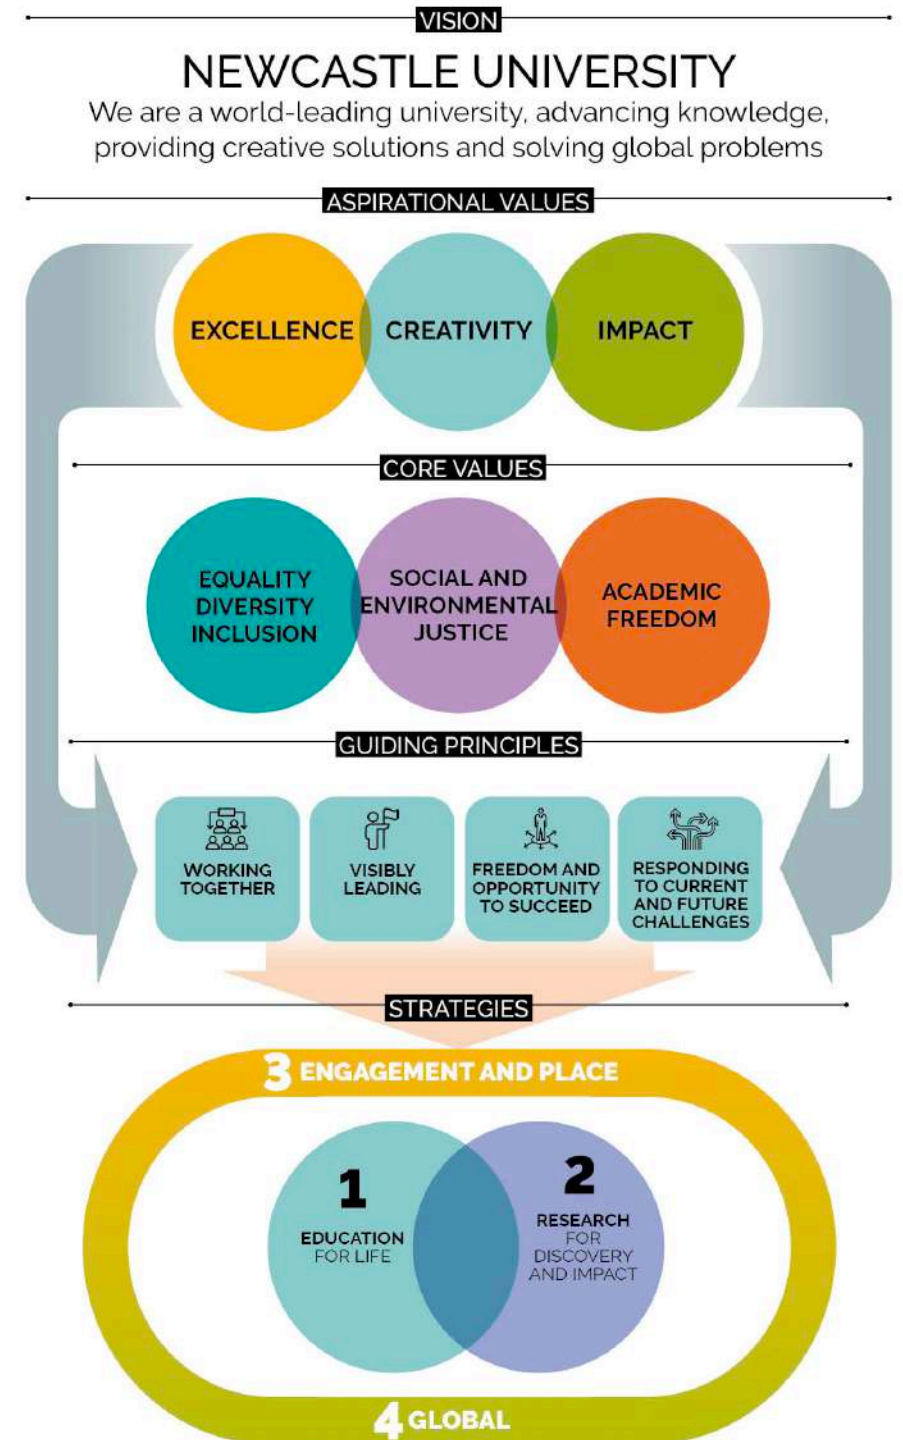 VISION
NEWCASTLE UNIVERSITY
We are a world-leading university, advancing knowledge,
providing creative solutions and solving global problems
ASPIRATIONAL VALUES
EXCELLENCE
CREATIVITY
IMPACT
CORE VALUES
EQUALITY
DIVERSITY
INCLUSION
SOCIAL AND
ENVIRONMENTAL
JUSTICE
ACADEMIC
FREEDOM
GUIDING PRINCIPLES
WORKING
TOGETHER
VISIBLY
LEADING
FREEDOM AND
OPPORTUNITY
TO SUCCEED
RESPONDING
TO CURRENT
AND FUTURE
CHALLENGES
STRATEGIES
3 ENGAGEMENT AND PLACE
1
EDUCATION
FOR LIFE
2
RESEARCH
FOR
DISCOVERY
AND IMPACT
4 GLOBAL